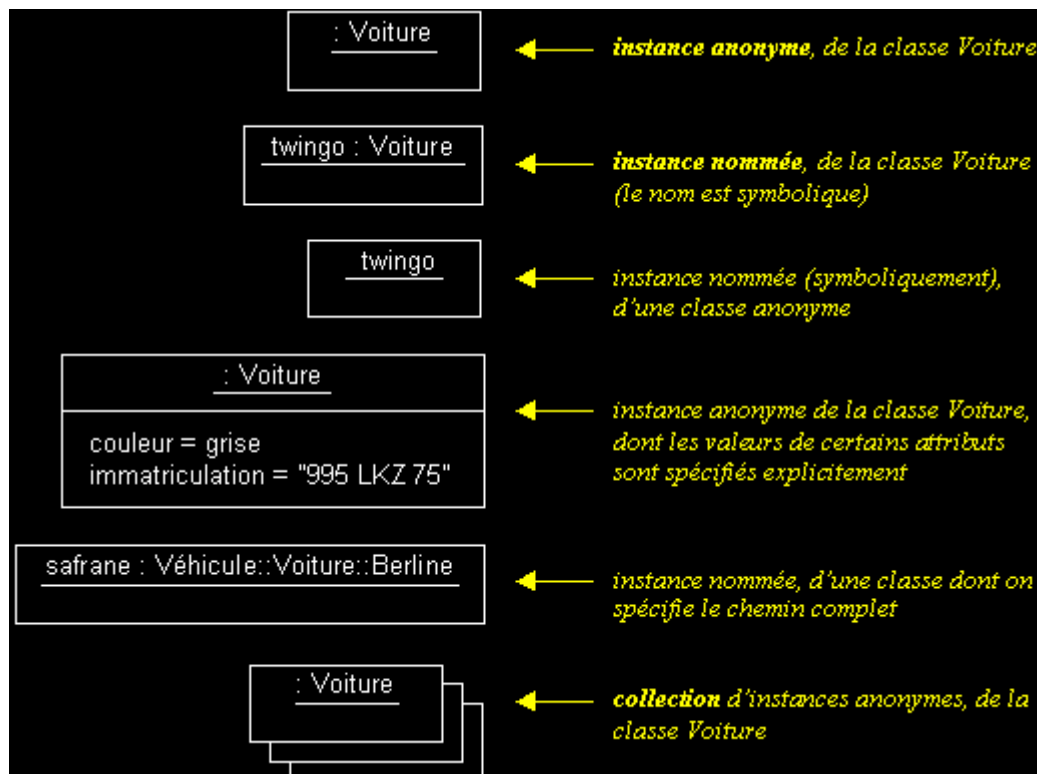 : Voiture
instance anonyme, de la classe Voiture
twingo : Voiture
instance nommée, de la classe Voiture
(le nom est symbolique)
twingo
instance nommée (symboliquement),
d'une classe anonyme
: Voiture
couleur = grise
immatriculation = "995 LKZ 75"
instance anonyme de la classe Voiture,
dont les valeurs de certains attributs
sont spécifiés explicitement
safrane : Véhicule::Voiture::Berline
instance nommée, d'une classe dont on
spécifie le chemin complet
: Voiture
collection d'instances anonymes, de la
classe Voiture